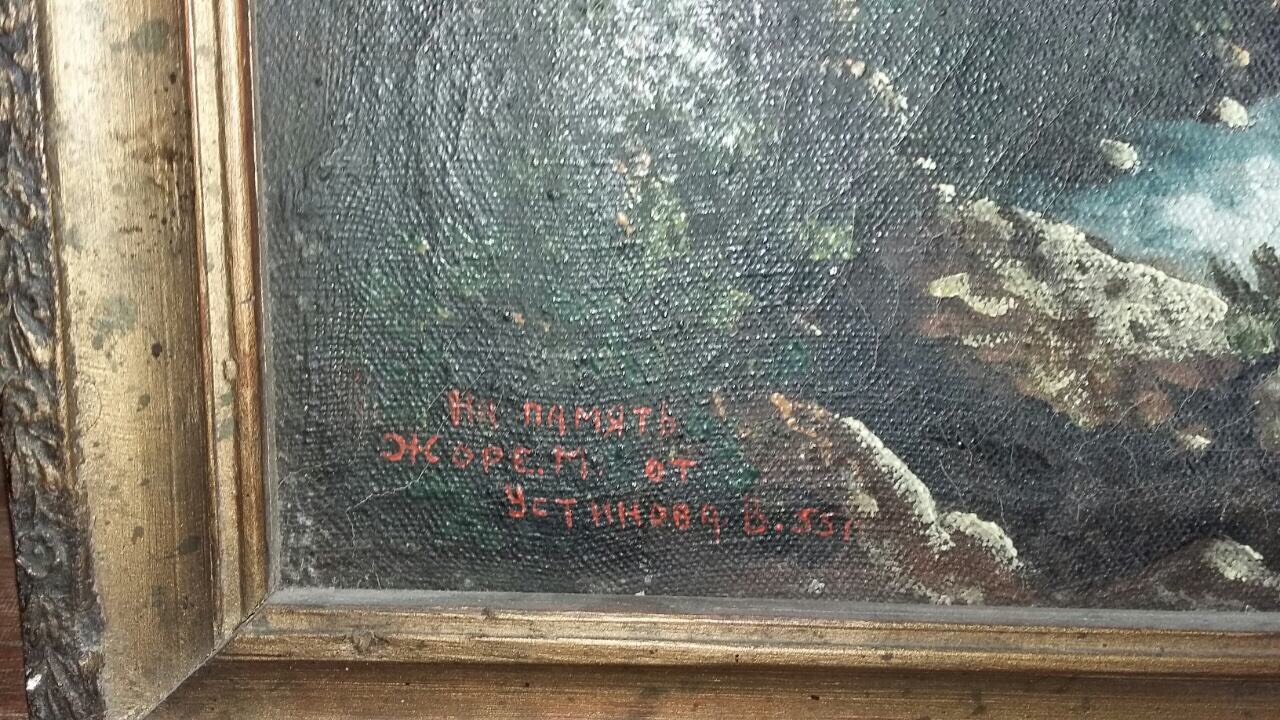 На память
Жоре.М. от
Устинова В. 55г